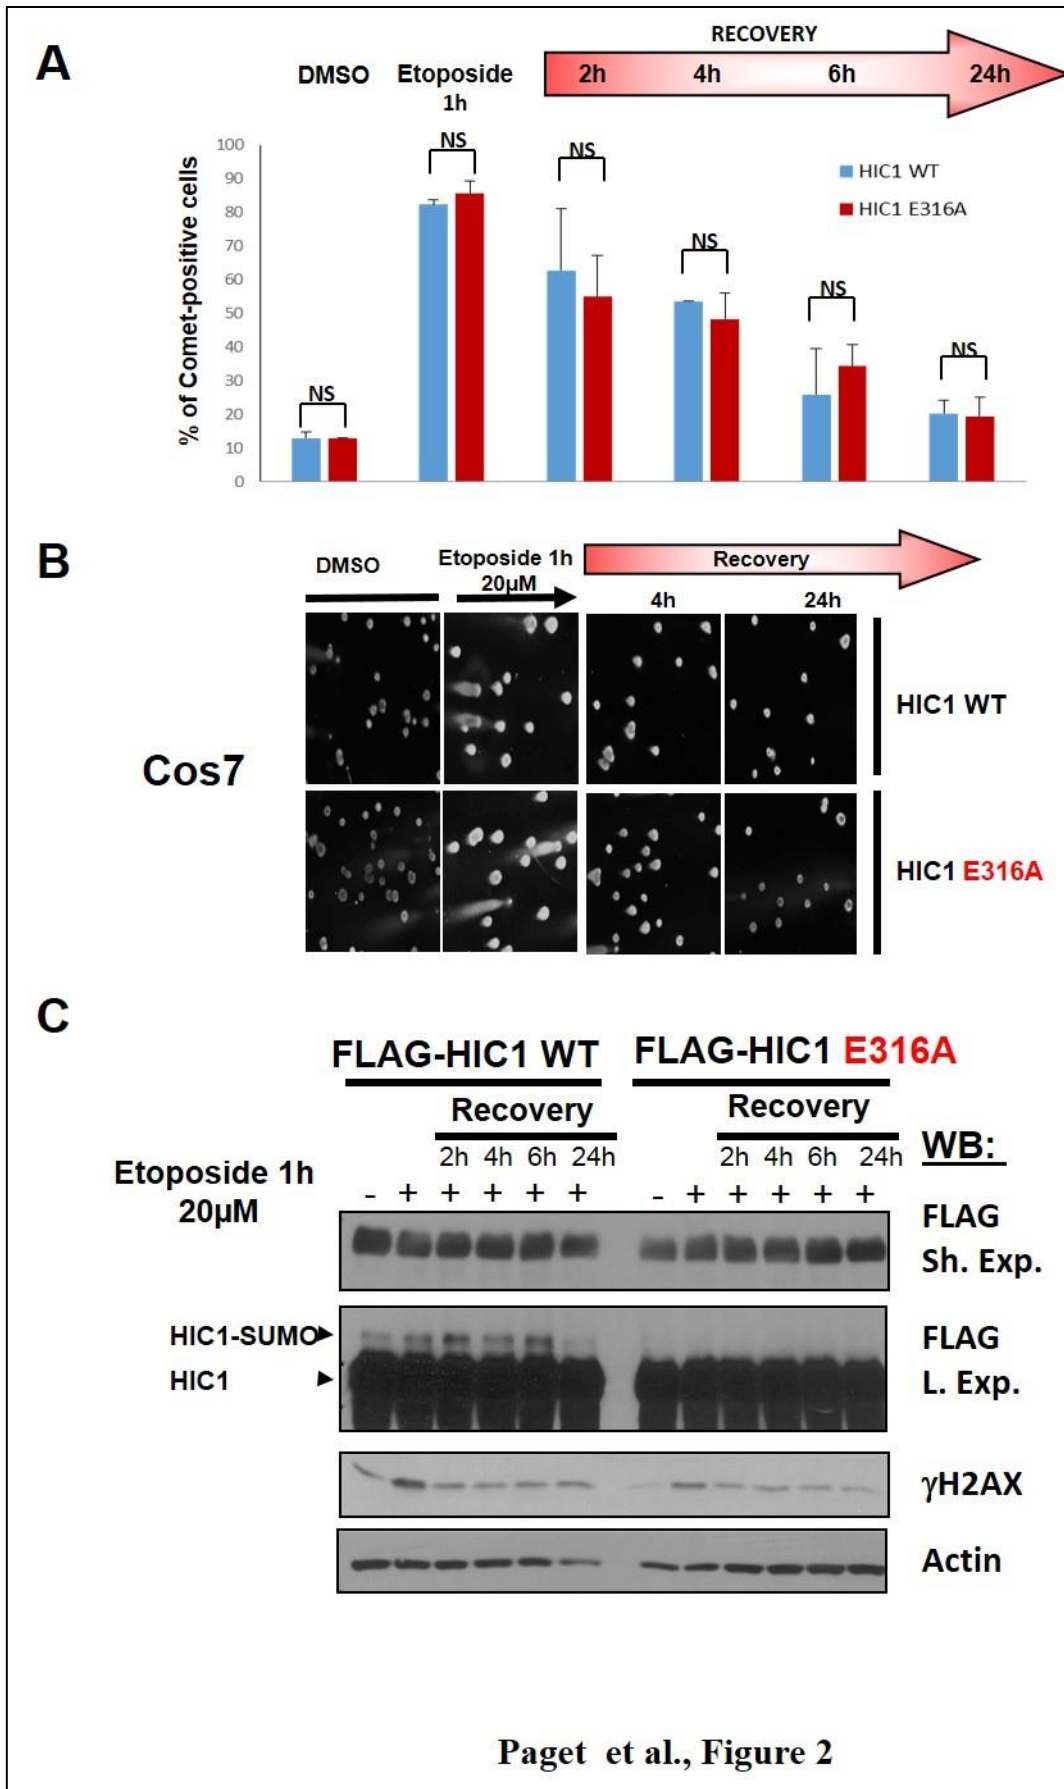 A
RECOVERY
DMSO
Etoposide
1h
2h
4h
6h
24h
% of Comet-positive cells
100
90
80
70
60
50
40
30
20
10
0
NS
NS
NS
NS
NS
NS
HIC1 WT
HIC1 E316A
B
DMSO
Etoposide 1h
20µM
Recovery
4h
24h
Cos7
HIC1 WT
HIC1 E316A
C
FLAG-HIC1 WT
FLAG-HIC1 E316A
Recovery
Recovery
WB:
2h 4h 6h 24h
2h 4h 6h 24h
Etoposide 1h
20µM
- + + + + +
- + + + + +
FLAG
Sh. Exp.
HIC1-SUMO
HIC1
FLAG
L. Exp.
γH2AX
Actin
Paget et al., Figure 2